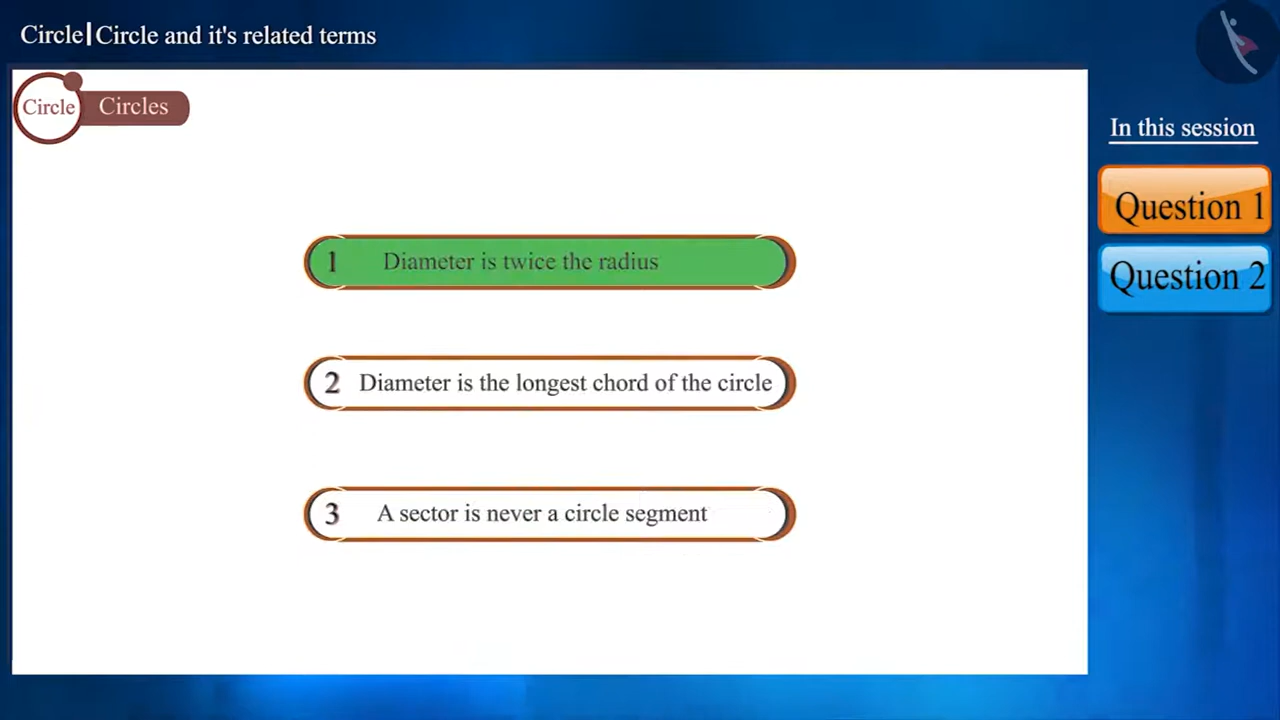 Circle|Circle and it's related terms
Circle Circles
In this session
Question 1
Question 2
1 Diameter is twice the radius
2 Diameter is the longest chord of the circle
3 A sector is never a circle segment